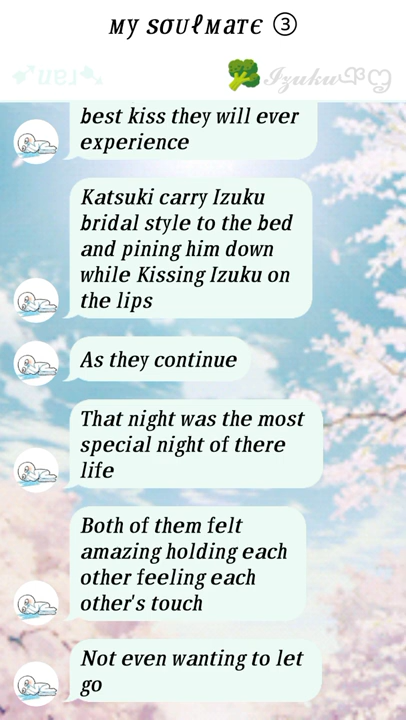 my soulmate ③
ran
Izuku
best kiss they will ever
experience
Katsuki carry Izuku
bridal style to the bed
and pining him down
while Kissing Izuku on
the lips
As they continue
That night was the most
special night of there
life
Both of them felt
amazing holding each
other feeling each
other's touch
Not even wanting to let
go